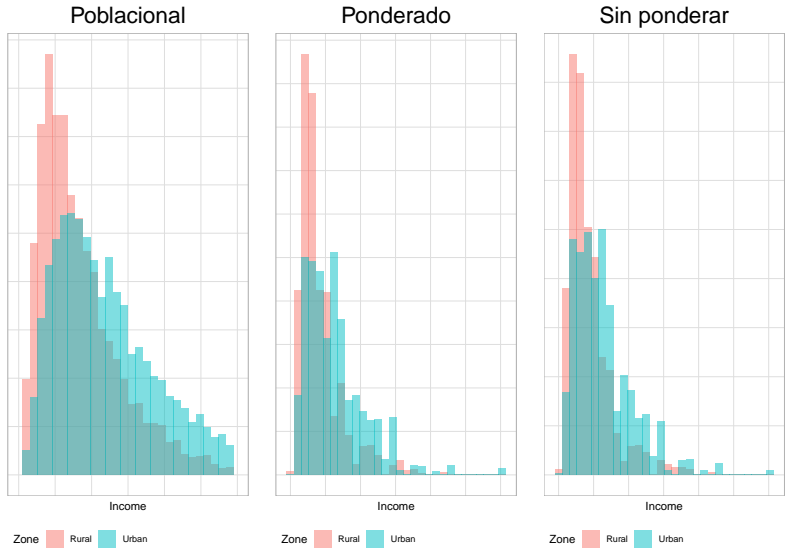 Poblacional
Ponderado
Sin ponderar
Income
Income
Income
Zone Rural Urban
Zone Rural Urban
Zone Rural Urban